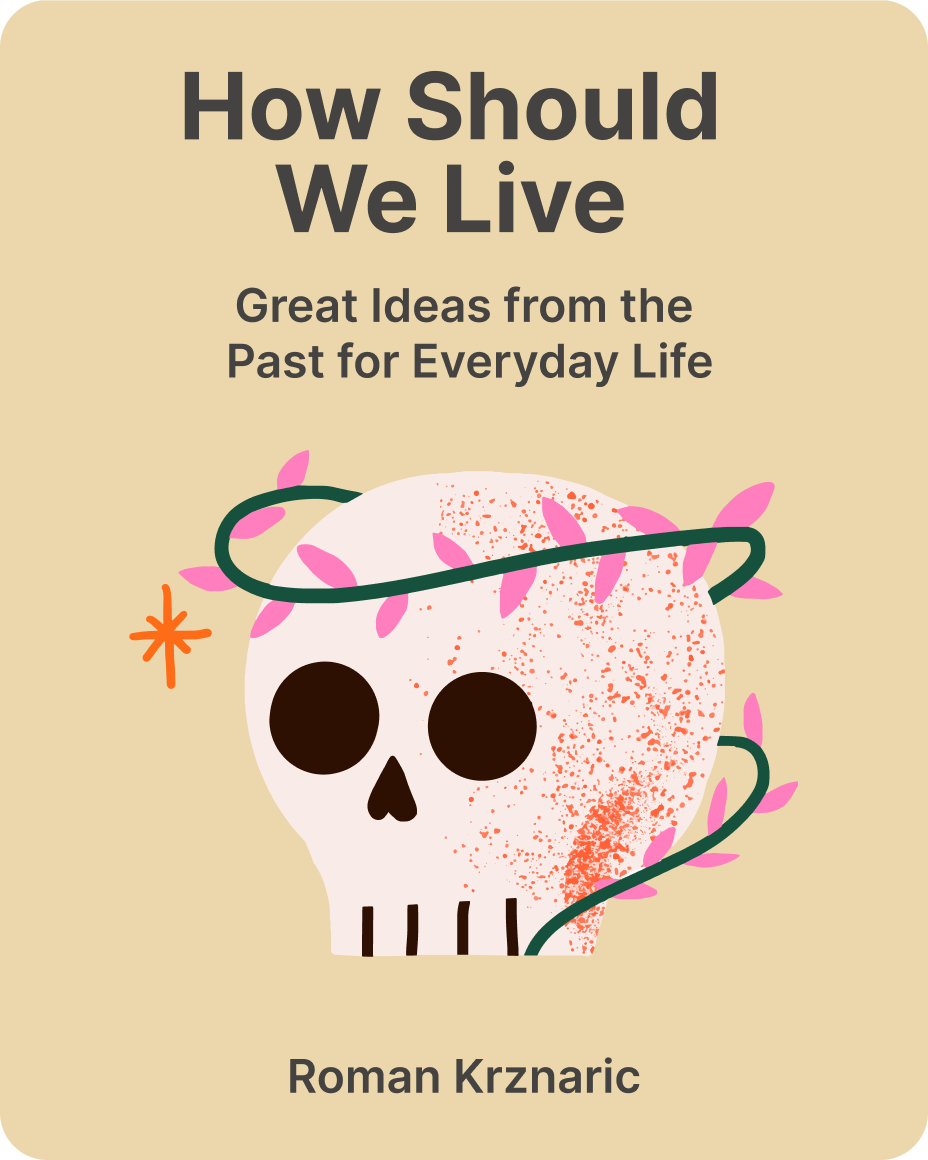 How Should
We Live
Great Ideas from the
Past for Everyday Life
Roman Krznaric